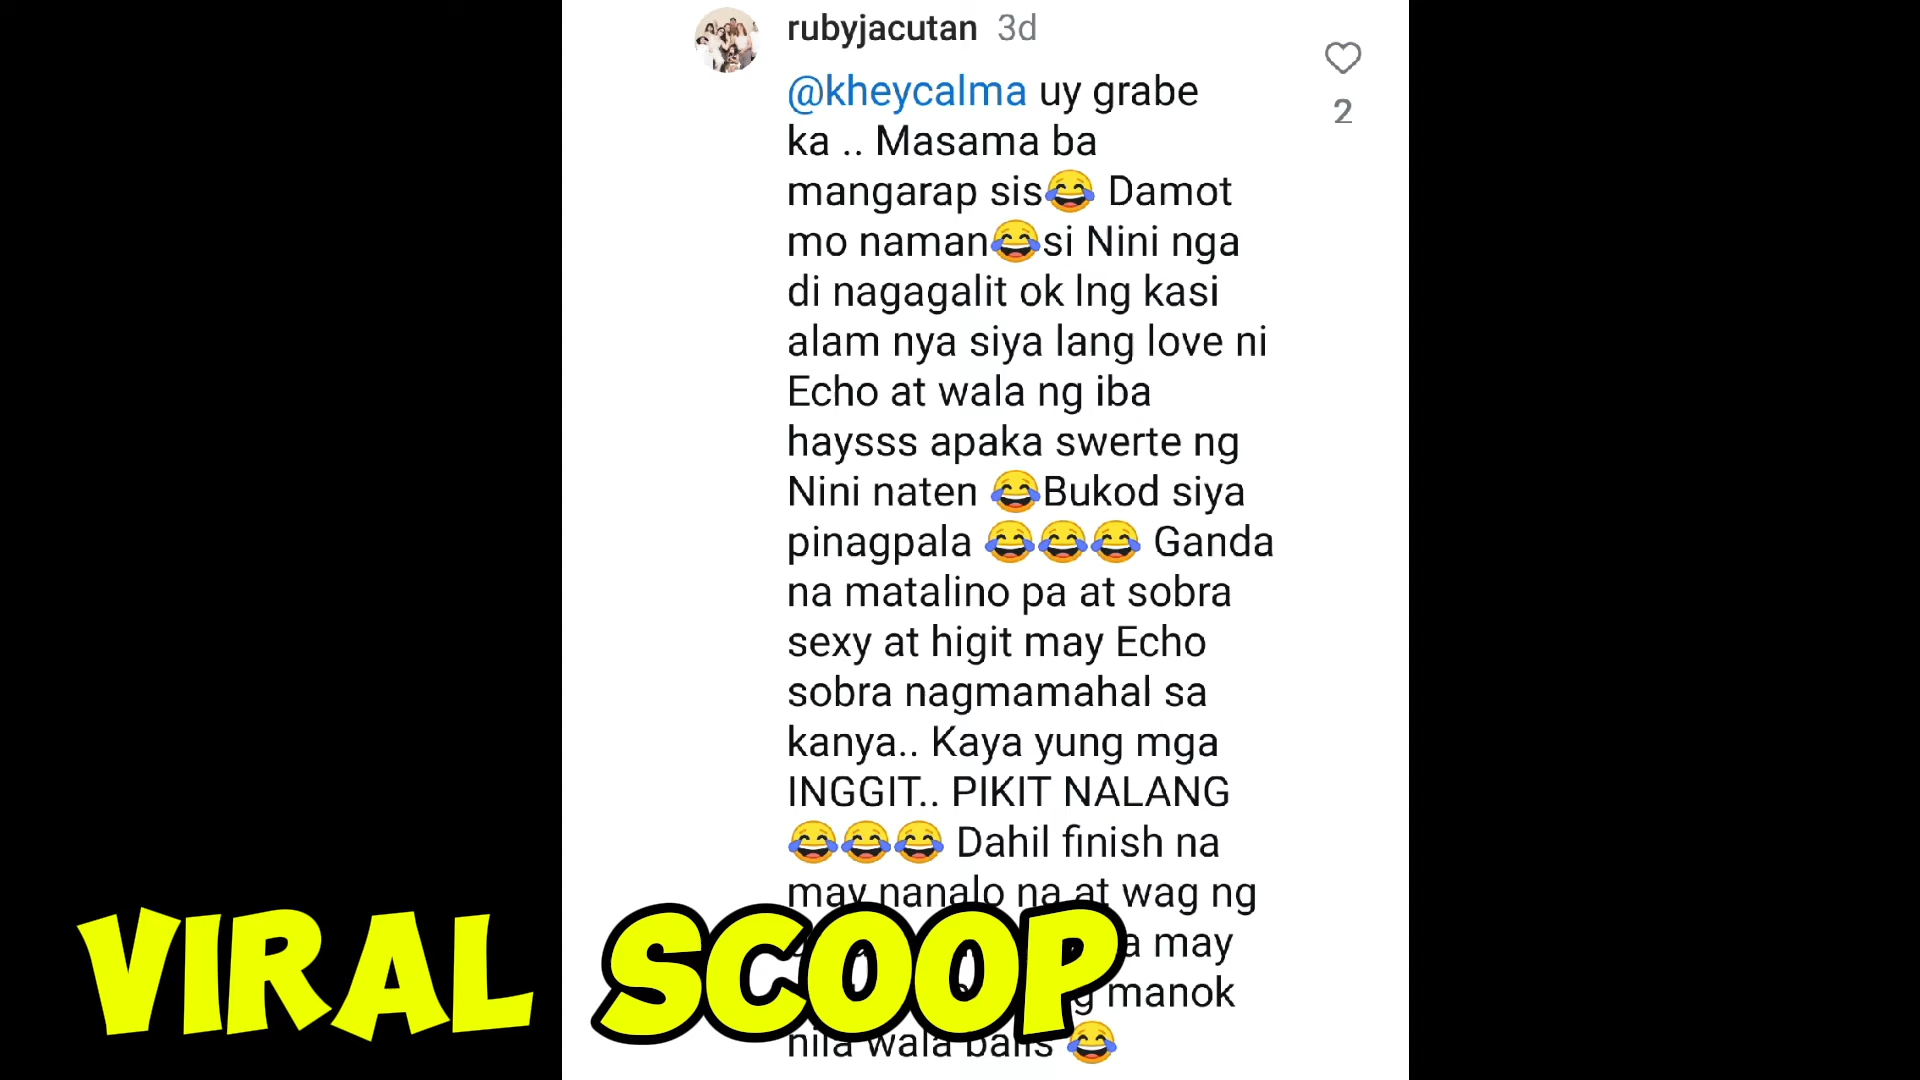 rubyjacutan 3d
@kheycalma uy grabe
2
ka .. Masama ba
mangarap sis😂 Damot
mo naman😂si Nini nga
di nagagalit ok lng kasi
alam nya siya lang love ni
Echo at wala ng iba
haysss apaka swerte ng
Nini naten 😂Bukod siya
pinagpala 😂😂😂 Ganda
na matalino pa at sobra
sexy at higit may Echo
sobra nagmamahal sa
kanya.. Kaya yung mga
INGGIT.. PIKIT NALANG
😂😂😂 Dahil finish na
may nanalo na at wag ng
may
manok
nila wala 😂
VIRAL SCOOP